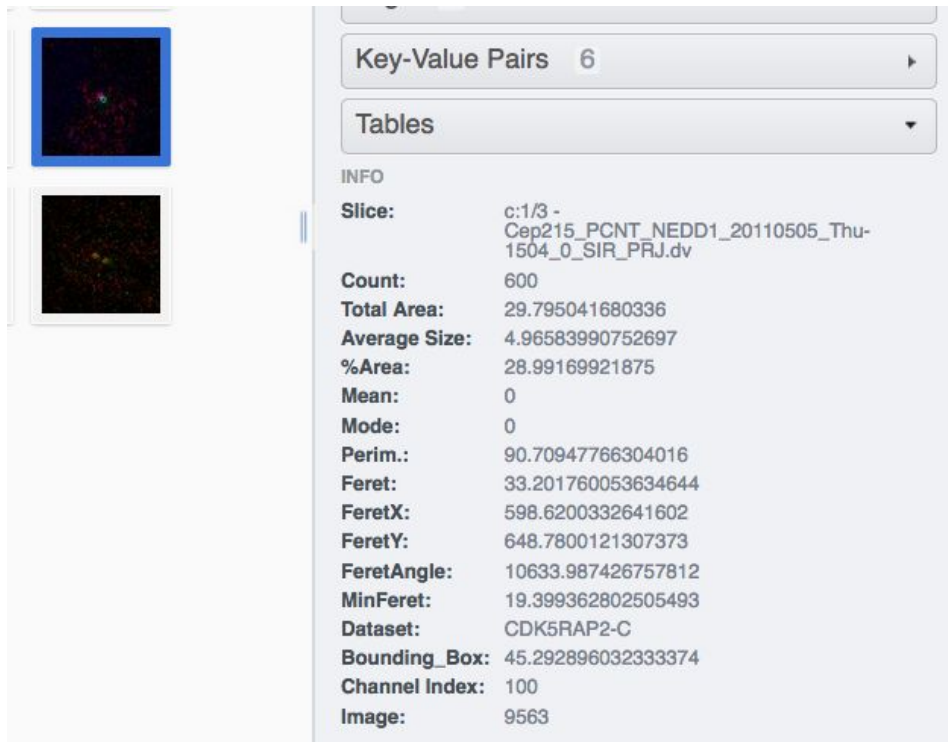 Key-Value Pairs 6
Tables
INFO
Slice: c:1/3 -
Cep215_PCNT_NEDD1_20110505_Thu-
1504_0_SIR_PRJ.dv
Count: 600
Total Area: 29.795041680336
Average Size: 4.96583990752697
%Area: 28.99169921875
Mean: 0
Mode: 0
Perim.: 90.70947766304016
Feret: 33.201760053634644
FeretX: 598.6200332641602
FeretY: 648.7800121307373
FeretAngle: 10633.987426757812
MinFeret: 19.399362802505493
Dataset: CDK5RAP2-C
Bounding_Box: 45.292896032333374
Channel Index: 100
Image: 9563